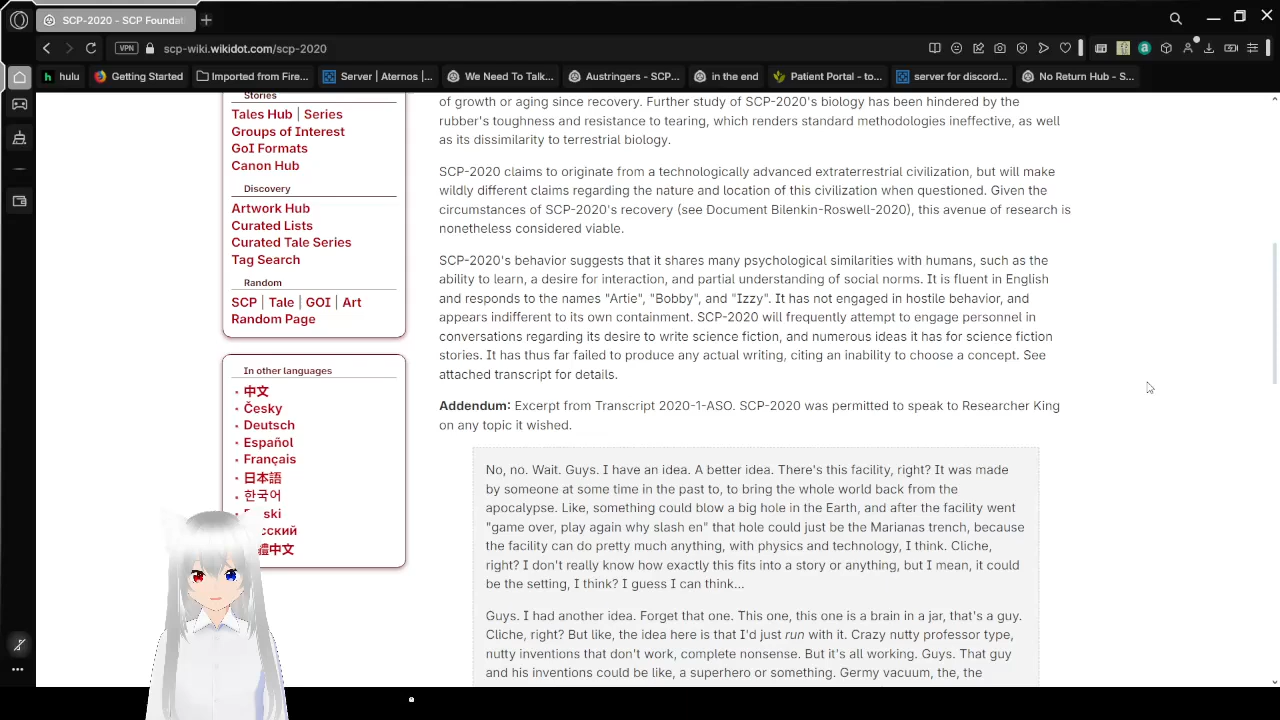 SCP-2020 - SCP Foundat
VPN
scp-wiki.wikidot.com/scp-2020
hulu
Getting Started
Imported from Fire...
Server | Aternos |...
We Need To Talk...
Austringers - SCP...
in the end
Patient Portal - to...
server for discord...
No Return Hub - S...
Stories
Tales Hub | Series
Groups of Interest
GoI Formats
Canon Hub
Discovery
Artwork Hub
Curated Lists
Curated Tale Series
Tag Search
Random
SCP | Tale | GOI | Art
Random Page
In other languages
中文
Česky
Deutsch
Español
Français
日本語
한국어
ski
сский
體中文
of growth or aging since recovery. Further study of SCP-2020's biology has been hindered by the
rubber's toughness and resistance to tearing, which renders standard methodologies ineffective, as well
as its dissimilarity to terrestrial biology.
SCP-2020 claims to originate from a technologically advanced extraterrestrial civilization, but will make
wildly different claims regarding the nature and location of this civilization when questioned. Given the
circumstances of SCP-2020's recovery (see Document Bilenkin-Roswell-2020), this avenue of research is
nonetheless considered viable.
SCP-2020's behavior suggests that it shares many psychological similarities with humans, such as the
ability to learn, a desire for interaction, and partial understanding of social norms. It is fluent in English
and responds to the names "Artie", "Bobby", and "Izzy". It has not engaged in hostile behavior, and
appears indifferent to its own containment. SCP-2020 will frequently attempt to engage personnel in
conversations regarding its desire to write science fiction, and numerous ideas it has for science fiction
stories. It has thus far failed to produce any actual writing, citing an inability to choose a concept. See
attached transcript for details.
Addendum: Excerpt from Transcript 2020-1-ASO. SCP-2020 was permitted to speak to Researcher King
on any topic it wished.
No, no. Wait. Guys. I have an idea. A better idea. There's this facility, right? It was made
by someone at some time in the past to, to bring the whole world back from the
apocalypse. Like, something could blow a big hole in the Earth, and after the facility went
"game over, play again why slash en" that hole could just be the Marianas trench, because
the facility can do pretty much anything, with physics and technology, I think. Cliche,
right? I don't really know how exactly this fits into a story or anything, but I mean, it could
be the setting, I think? I guess I can think...
Guys. I had another idea. Forget that one. This one, this one is a brain in a jar, that's a guy.
Cliche, right? But like, the idea here is that I'd just run with it. Crazy nutty professor type,
nutty inventions that don't work, complete nonsense. But it's all working. Guys. That guy
and his inventions could be like, a superhero or something. Germy vacuum, the, the